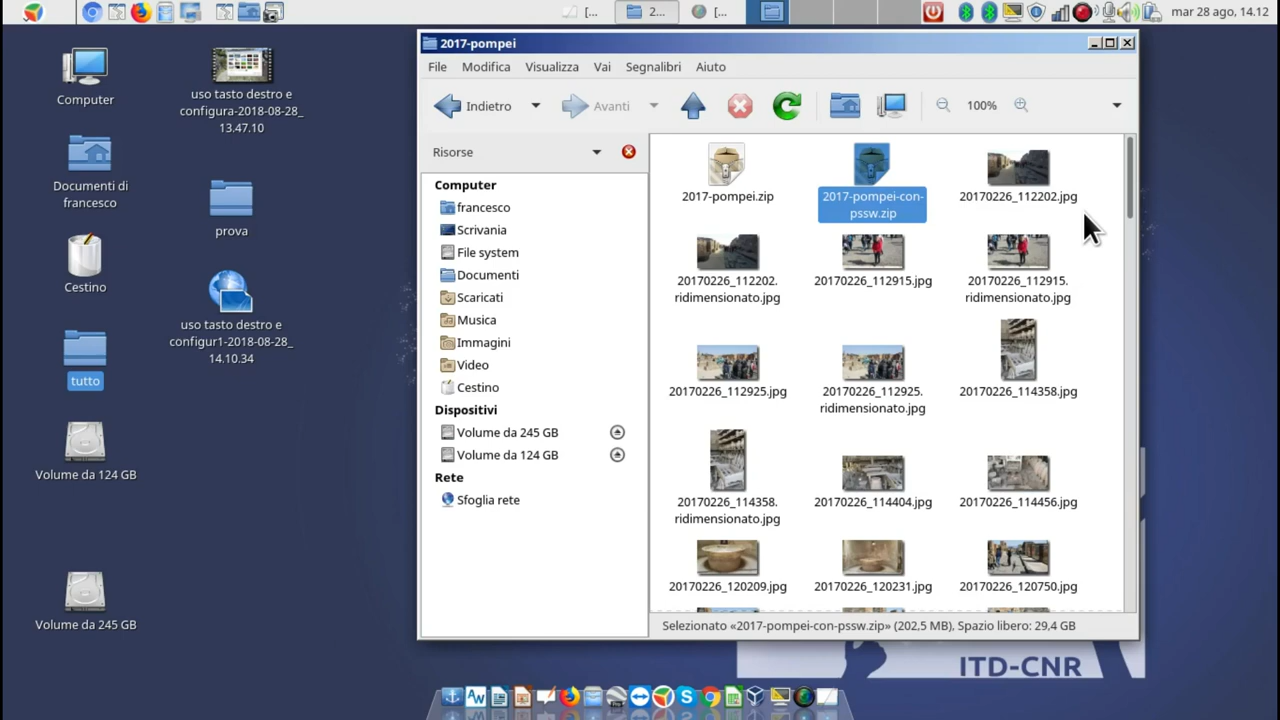 [...
2...
[...
mar 28 ago, 14.12
Computer
uso tasto destro e
configura-2018-08-28_
13.47.10
Documenti di
francesco
prova
Cestino
uso tasto destro e
configur1-2018-08-28_
14.10.34
tutto
Volume da 124 GB
Volume da 245 GB
2017-pompei
File
Modifica
Visualizza
Vai
Segnalibri
Aiuto
Indietro
Avanti
100%
Risorse
Computer
francesco
Scrivania
File system
Documenti
Scaricati
Musica
Immagini
Video
Cestino
Dispositivi
Volume da 245 GB
Volume da 124 GB
Rete
Sfoglia rete
2017-pompei.zip
2017-pompei-con-
pssw.zip
20170226_112202.jpg
20170226_112202.
ridimensionato.jpg
20170226_112915.jpg
20170226_112915.
ridimensionato.jpg
20170226_112925.jpg
20170226_112925.
ridimensionato.jpg
20170226_114358.jpg
20170226_114358.
ridimensionato.jpg
20170226_114404.jpg
20170226_114456.jpg
20170226_120209.jpg
20170226_120231.jpg
20170226_120750.jpg
Selezionato «2017-pompei-con-pssw.zip» (202,5 MB), Spazio libero: 29,4 GB
ITD-CNR